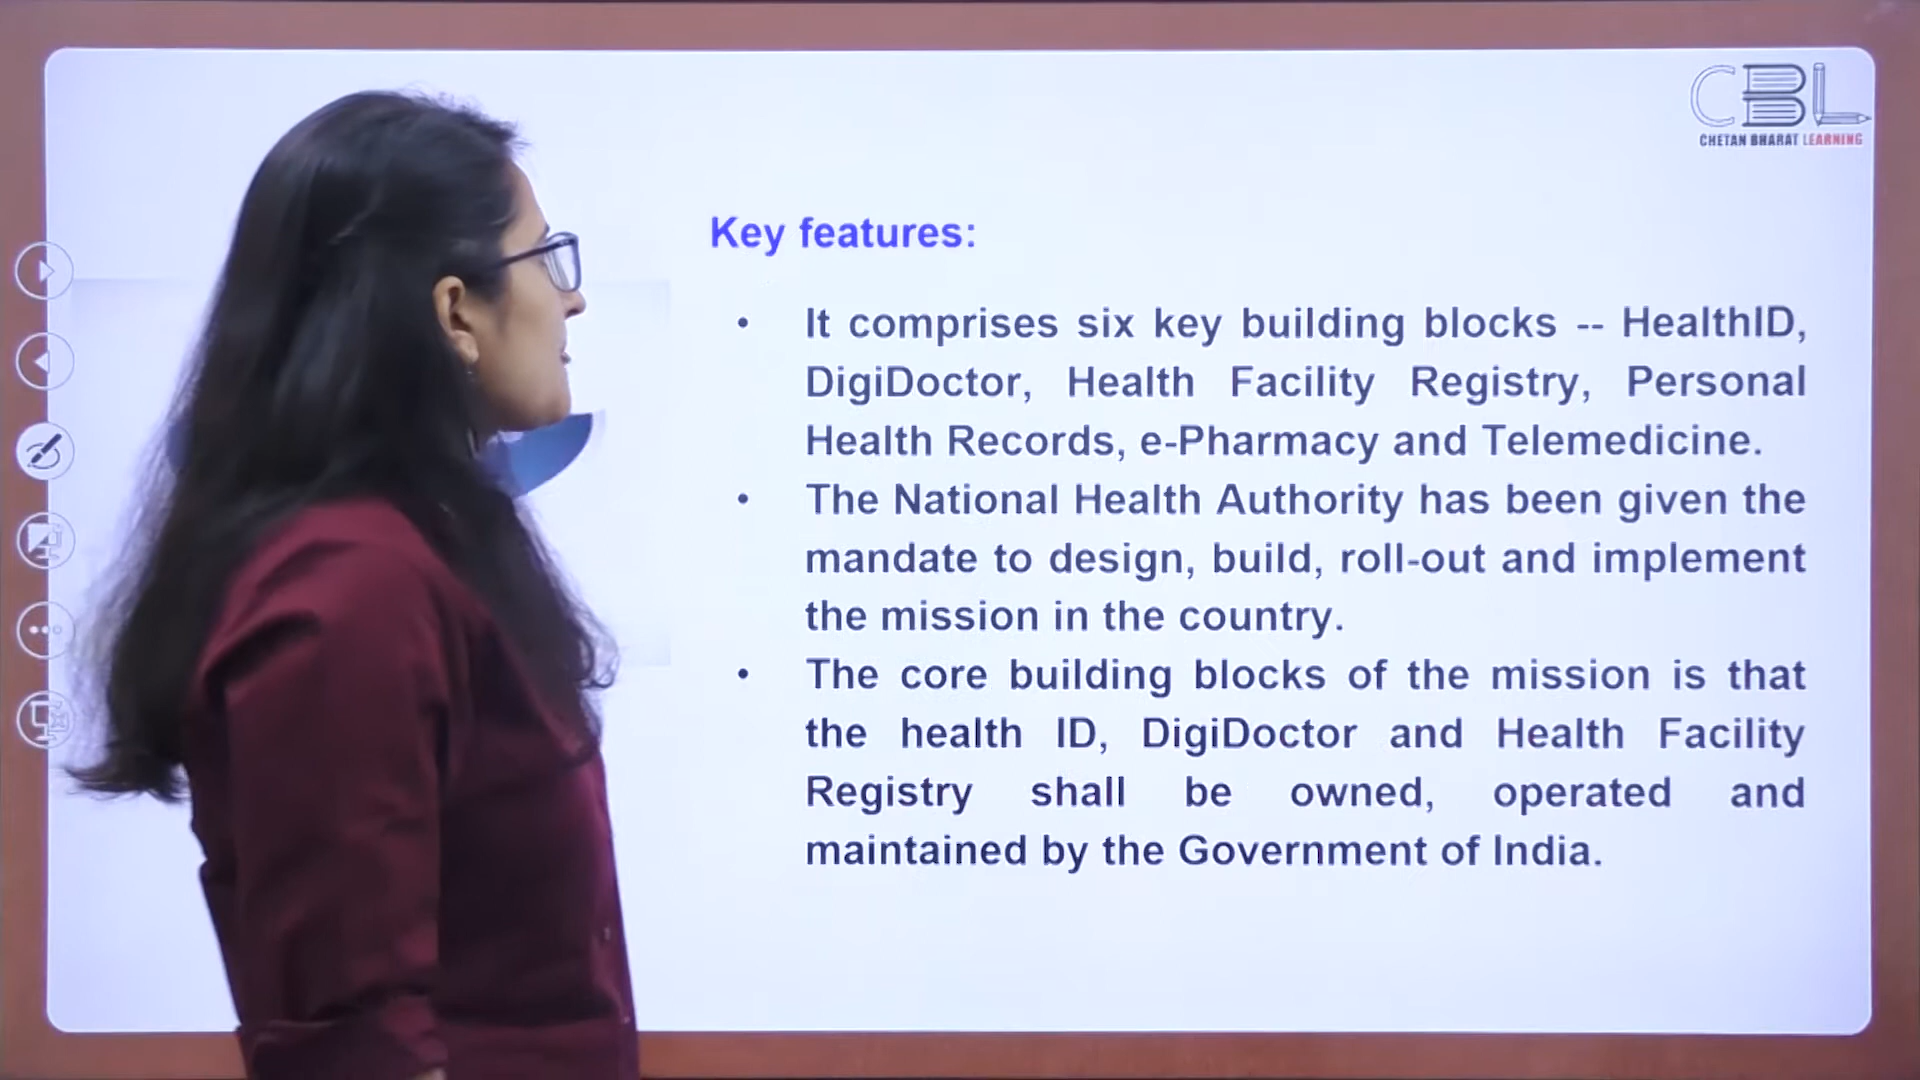 CBL
CHETAN BHARAT LEARNING
Key features:
• It comprises six key building blocks -- HealthID,
DigiDoctor, Health Facility Registry, Personal
Health Records, e-Pharmacy and Telemedicine.
• The National Health Authority has been given the
mandate to design, build, roll-out and implement
the mission in the country.
• The core building blocks of the mission is that
the health ID, DigiDoctor and Health Facility
Registry shall be owned, operated and
maintained by the Government of India.